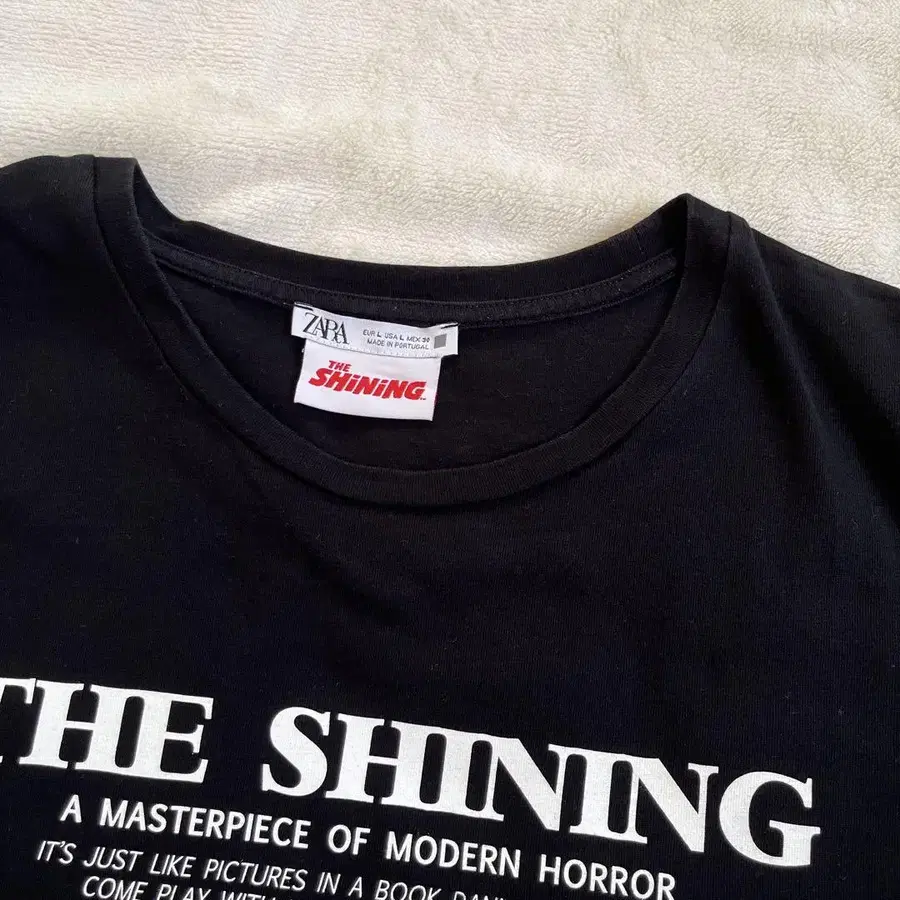 ZARA
EUR L USA L MEX 30
MADE IN PORTUGAL
THE
SHiNiNG
THE SHINING
A MASTERPIECE OF MODERN HORROR
IT'S JUST LIKE PICTURES IN A BOOK
COME PLAY WITH